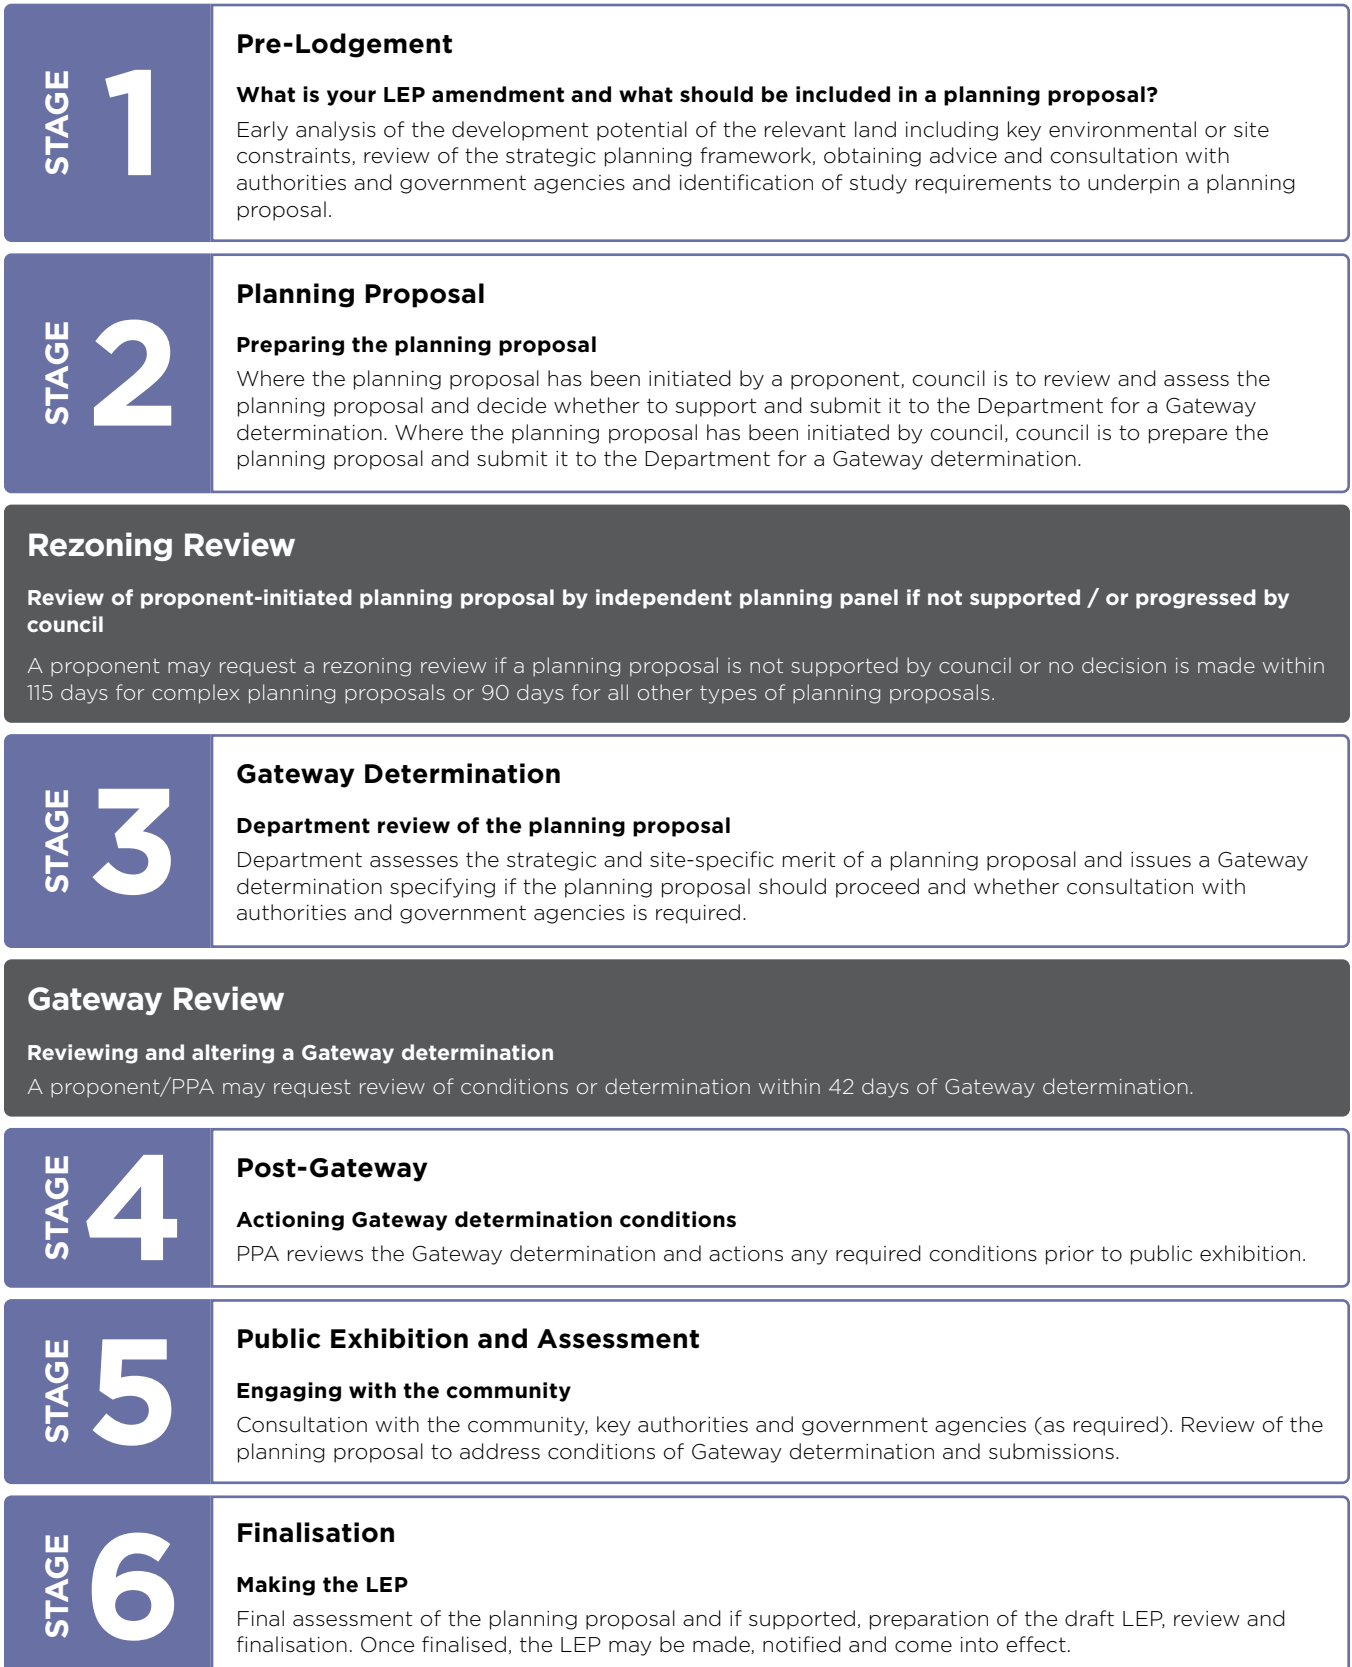 STAGE 1
Pre-Lodgement
What is your LEP amendment and what should be included in a planning proposal?
Early analysis of the development potential of the relevant land including key environmental or site
constraints, review of the strategic planning framework, obtaining advice and consultation with
authorities and government agencies and identification of study requirements to underpin a planning
proposal.
STAGE 2
Planning Proposal
Preparing the planning proposal
Where the planning proposal has been initiated by a proponent, council is to review and assess the
planning proposal and decide whether to support and submit it to the Department for a Gateway
determination. Where the planning proposal has been initiated by council, council is to prepare the
planning proposal and submit it to the Department for a Gateway determination.
Rezoning Review
Review of proponent-initiated planning proposal by independent planning panel if not supported / or progressed by
council
A proponent may request a rezoning review if a planning proposal is not supported by council or no decision is made within
115 days for complex planning proposals or 90 days for all other types of planning proposals.
STAGE 3
Gateway Determination
Department review of the planning proposal
Department assesses the strategic and site-specific merit of a planning proposal and issues a Gateway
determination specifying if the planning proposal should proceed and whether consultation with
authorities and government agencies is required.
Gateway Review
Reviewing and altering a Gateway determination
A proponent/PPA may request review of conditions or determination within 42 days of Gateway determination.
STAGE 4
Post-Gateway
Actioning Gateway determination conditions
PPA reviews the Gateway determination and actions any required conditions prior to public exhibition.
STAGE 5
Public Exhibition and Assessment
Engaging with the community
Consultation with the community, key authorities and government agencies (as required). Review of the
planning proposal to address conditions of Gateway determination and submissions.
STAGE 6
Finalisation
Making the LEP
Final assessment of the planning proposal and if supported, preparation of the draft LEP, review and
finalisation. Once finalised, the LEP may be made, notified and come into effect.